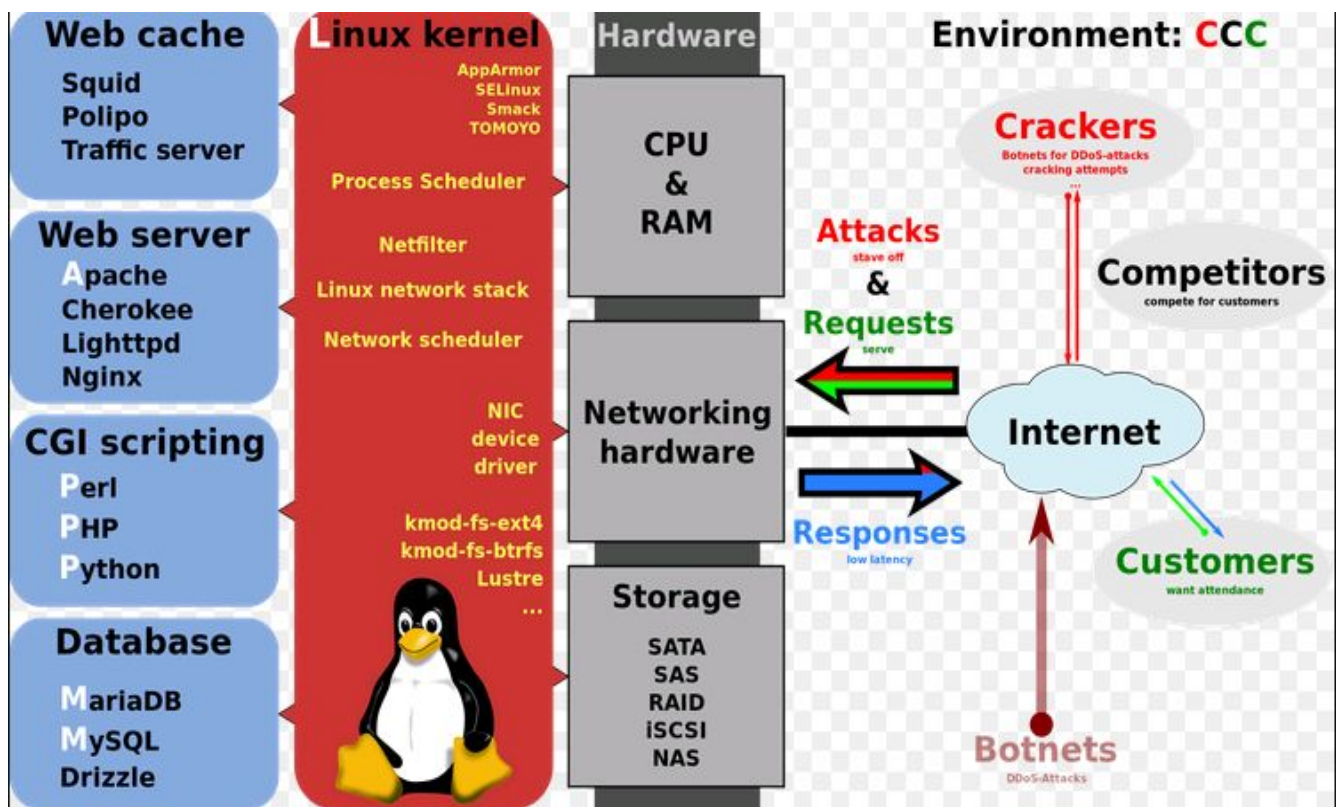 Web cache
Squid
Polipo
Traffic server
Web server
Apache
Cherokee
Lighttpd
Nginx
CGI scripting
Perl
PHP
Python
Database
MariaDB
MySQL
Drizzle
Linux kernel
AppArmor
SELinux
Smack
TOMOYO
Process Scheduler
Netfilter
Linux network stack
Network scheduler
NIC
device
driver
kmod-fs-ext4
kmod-fs-btrfs
Lustre
...
Hardware
CPU
&
RAM
Networking
hardware
Storage
SATA
SAS
RAID
iSCSI
NAS
Environment: CCC
Crackers
Botnets for DDoS-attacks
cracking attempts
...
Attacks
stave off
&
Requests
serve
Competitors
compete for customers
Internet
Responses
low latency
Customers
want attendance
Botnets
DDoS-Attacks